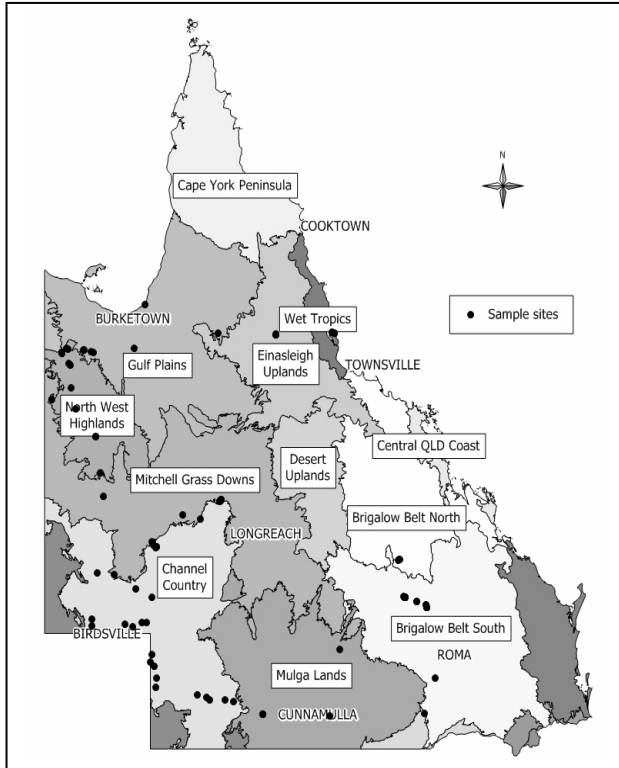 N
Cape York Peninsula
COOKTOWN
BURKETOWN
Wet Tropics
Sample sites
Gulf Plains
Einasleigh
Uplands
TOWNSVILLE
North West
Highlands
Central QLD Coast
Desert
Uplands
Mitchell Grass Downs
Brigalow Belt North
LONGREACH
Channel
Country
BIRDSVILLE
Brigalow Belt South
ROMA
Mulga Lands
CUNNAMULLA